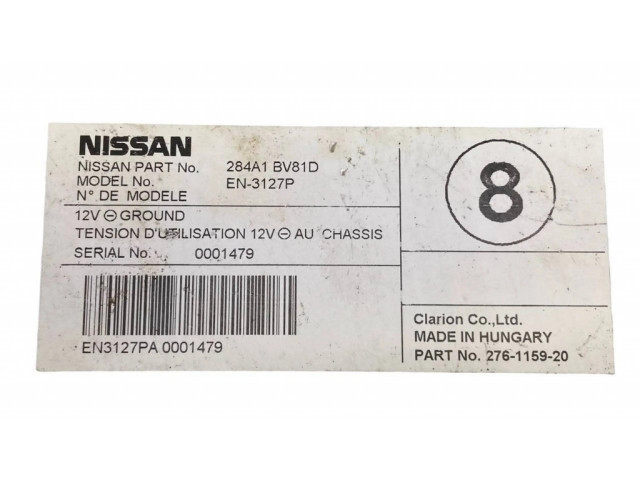 NISSAN
NISSAN PART No. 284A1 BV81D
MODEL No. EN-3127P
N° DE MODELE
12V ⊖ GROUND
TENSION D'UTILISATION 12V ⊖ AU CHASSIS
SERIAL No. 0001479
EN3127PA 0001479
8
Clarion Co.,Ltd.
MADE IN HUNGARY
PART No. 276-1159-20